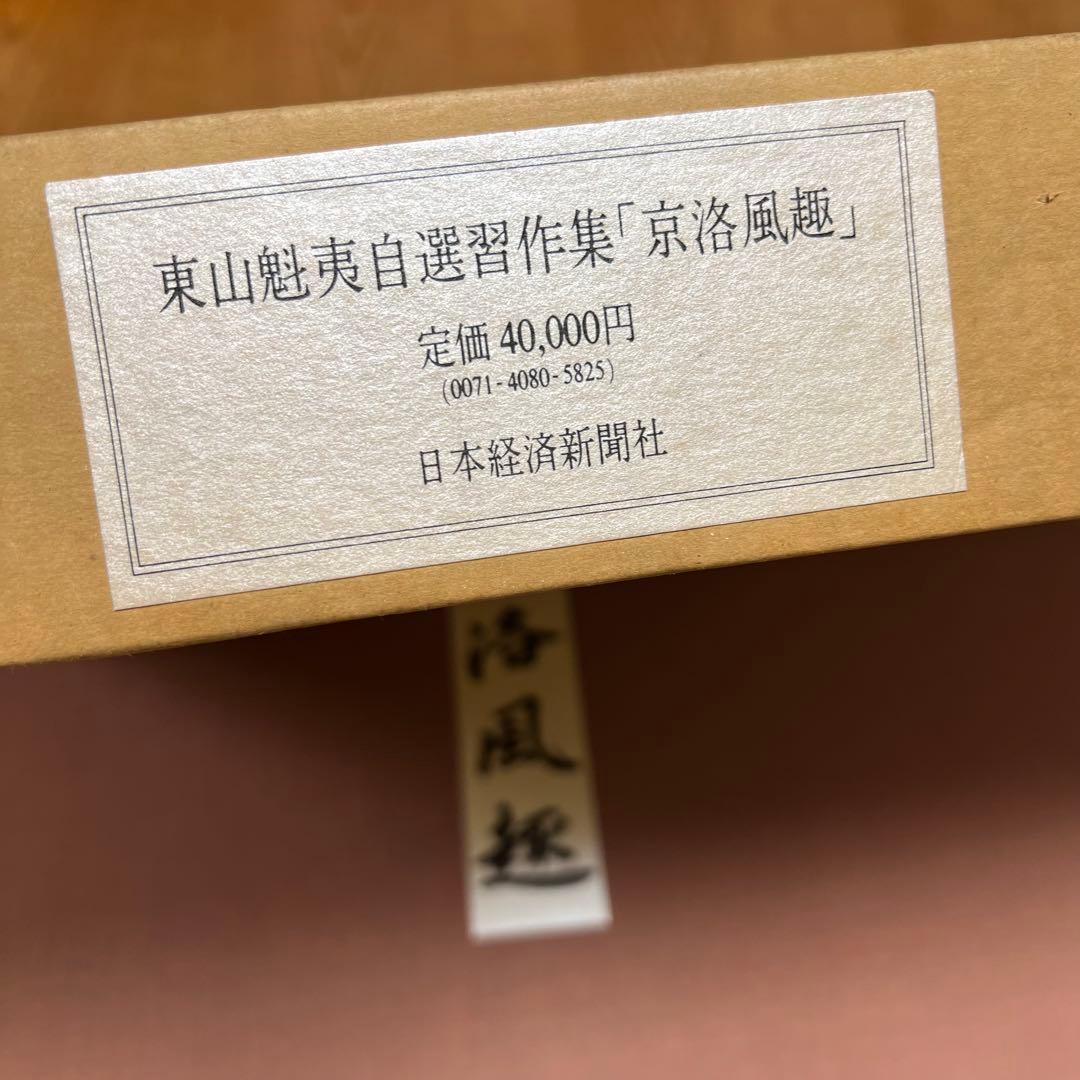 東山魁夷自選習作集「京洛風趣」
定価 40,000円
(0071-4080-5825)
日本経済新聞社
洛風趣